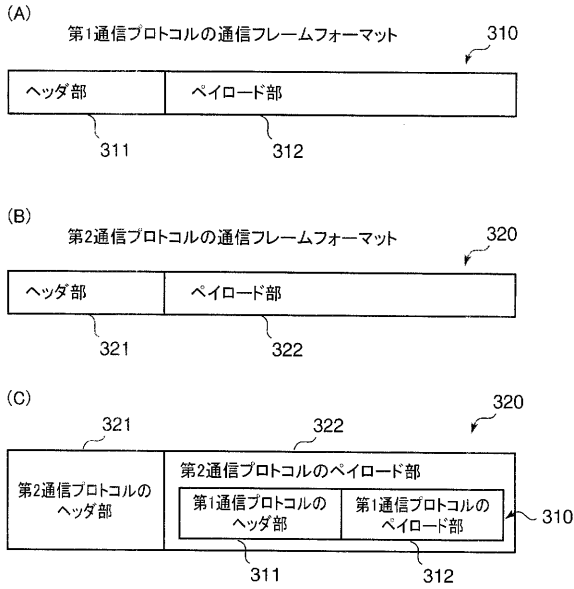 (A)
第1通信プロトコルの通信フレームフォーマット
310
ヘッダ部
ペイロード部
311
312
(B)
第2通信プロトコルの通信フレームフォーマット
320
ヘッダ部
ペイロード部
321
322
(C)
321
322
320
第2通信プロトコルの
ヘッダ部
第2通信プロトコルのペイロード部
第1通信プロトコルの
ヘッダ部
第1通信プロトコルの
ペイロード部
310
311
312